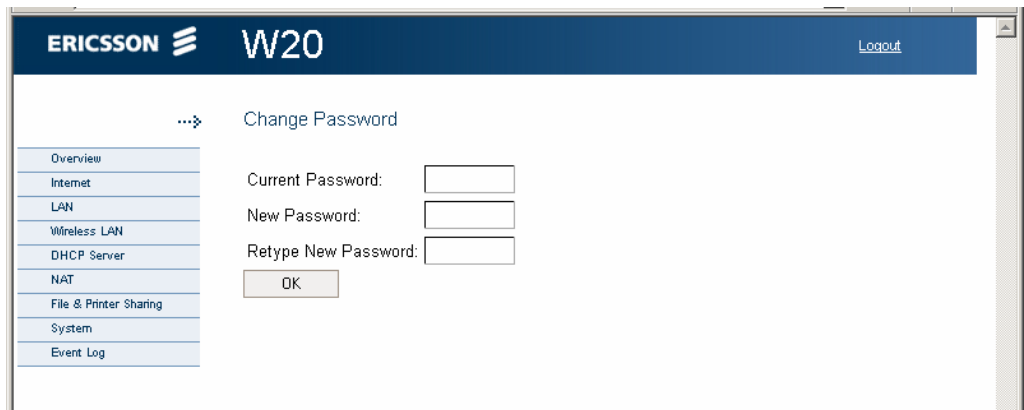 ERICSSON W20 Logout
Change Password
Overview
Internet
LAN
Wireless LAN
DHCP Server
NAT
File & Printer Sharing
System
Event Log
Current Password:
New Password:
Retype New Password:
OK